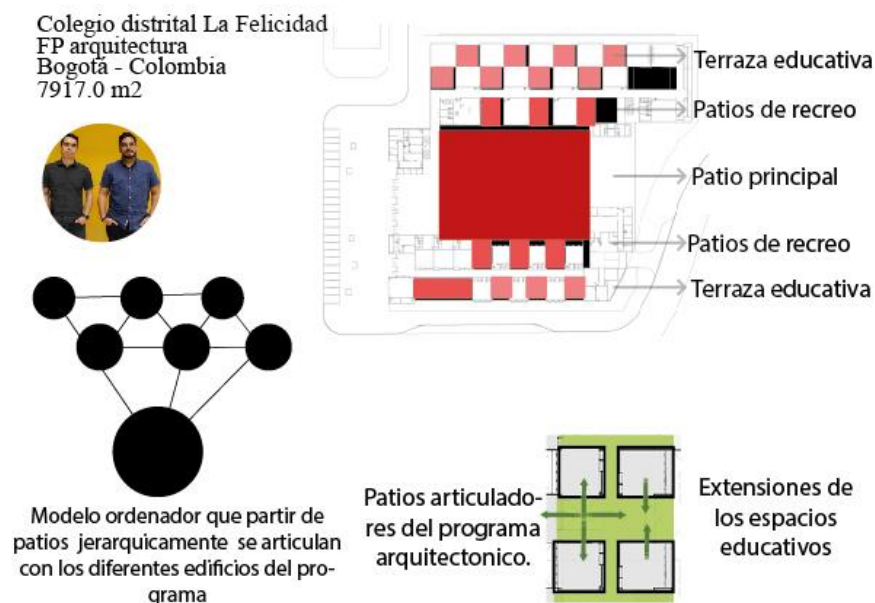 Colegio distrital La Felicidad
FP arquitectura
Bogotá - Colombia
7917.0 m2
Terraza educativa
Patios de recreo
Patio principal
Patios de recreo
Terraza educativa
Modelo ordenador que partir de
patios jerarquicamente se articulan
con los diferentes edificios del pro-
grama
Patios articulado-
res del programa
arquitectonico.
Extensiones de
los espacios
educativos